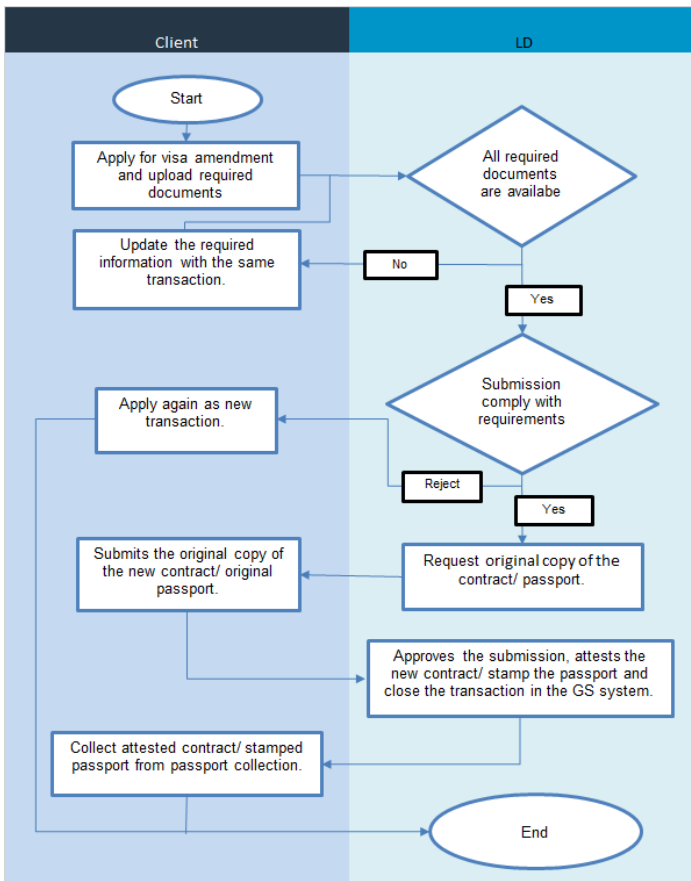 Client
LD
Start
Apply for visa amendment
and upload required
documents
All required
documents
are availabe
Update the required
information with the same
transaction.
No
Yes
Submission
comply with
requirements
Apply again as new
transaction.
Reject
Yes
Submits the original copy of
the new contract/ original
passport.
Request original copy of the
contract/ passport.
Approves the submission, attests the
new contract/ stamp the passport and
close the transaction in the GS system.
Collect attested contract/ stamped
passport from passport collection.
End